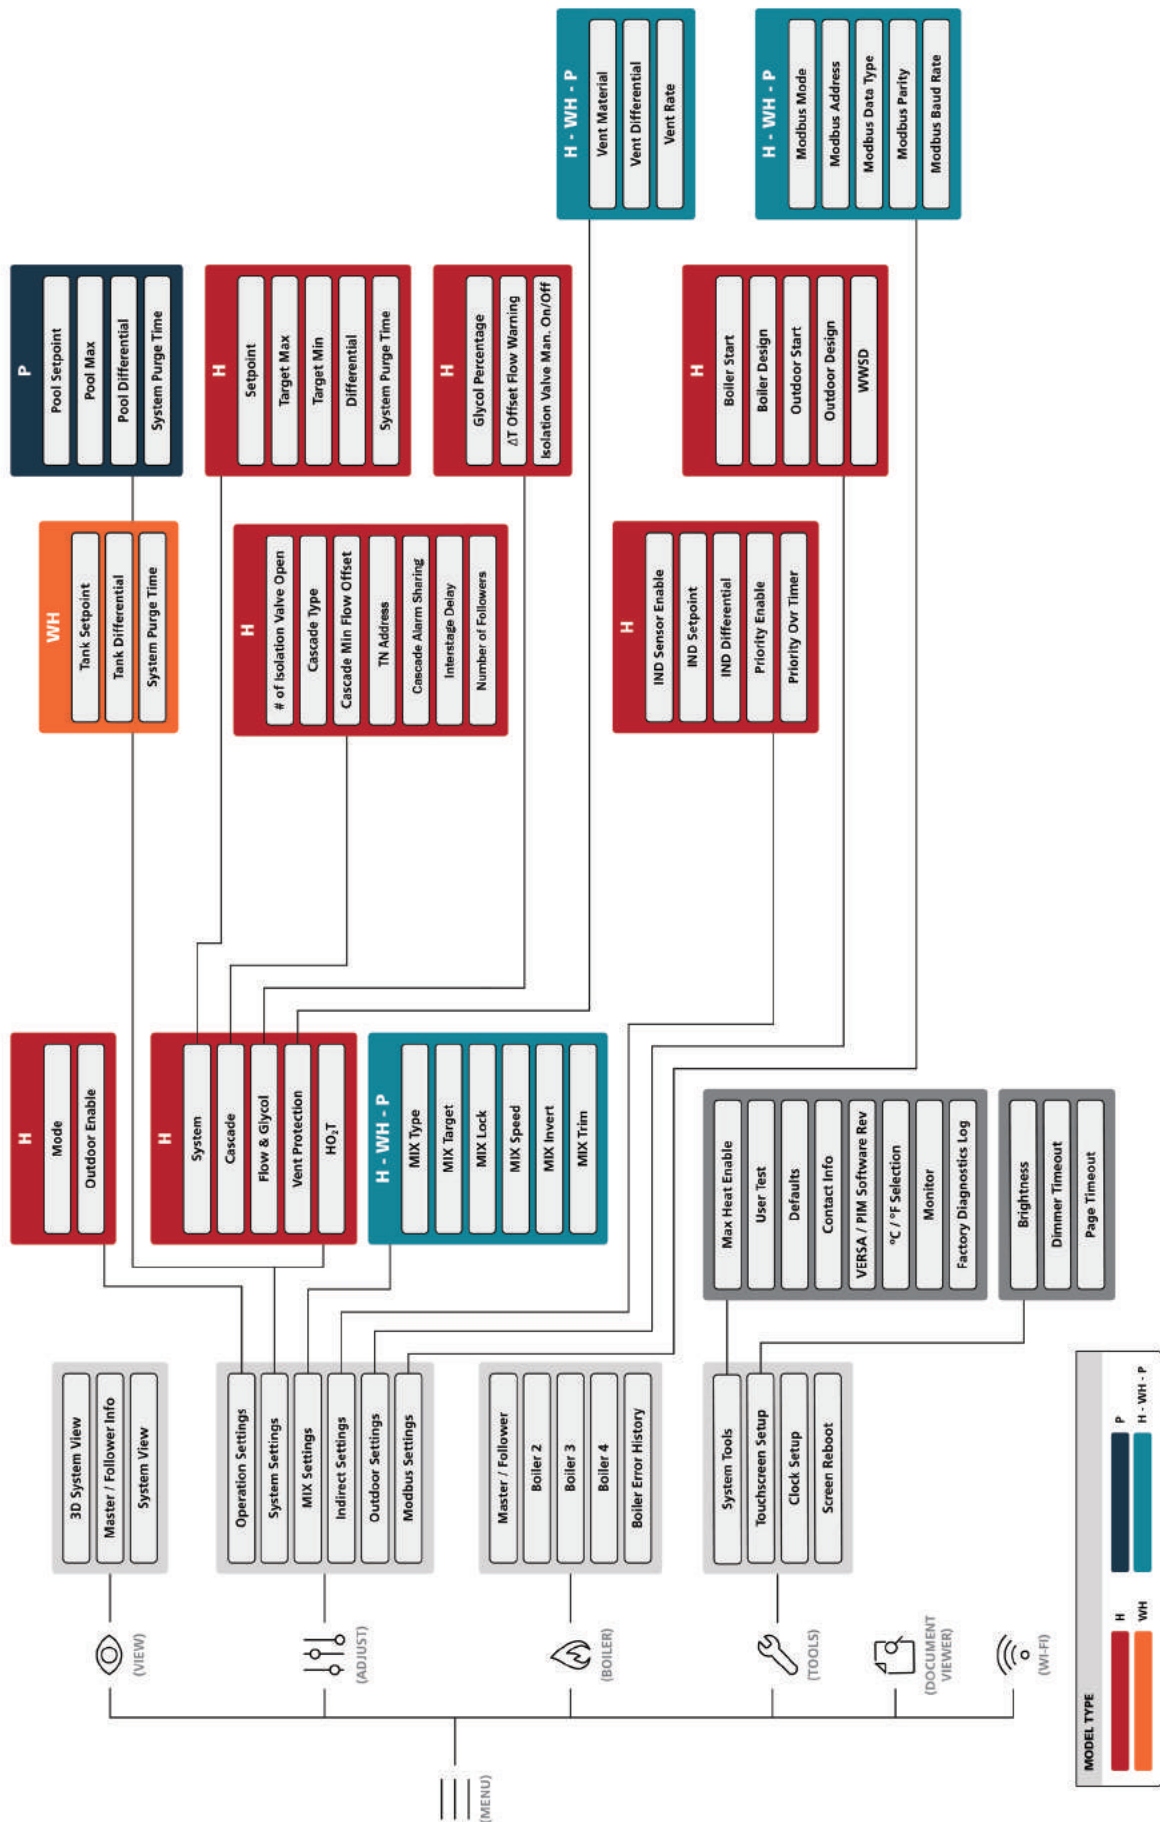 (MENU)
(VIEW)
3D System View
Master / Follower Info
System View
(ADJUST)
Operation Settings
System Settings
MIX Settings
Indirect Settings
Outdoor Settings
Modbus Settings
(BOILER)
Master / Follower
Boiler 2
Boiler 3
Boiler 4
Boiler Error History
(TOOLS)
System Tools
Touchscreen Setup
Clock Setup
Screen Reboot
(DOCUMENT
VIEWER)
(WI-FI)
H
Mode
Outdoor Enable
H
System
Cascade
Flow & Glycol
Vent Protection
HO₂T
H - WH - P
MIX Type
MIX Target
MIX Lock
MIX Speed
MIX Invert
MIX Trim
Max Heat Enable
User Test
Defaults
Contact Info
VERSA / PIM Software Rev
°C / °F Selection
Monitor
Factory Diagnostics Log
Brightness
Dimmer Timeout
Page Timeout
WH
Tank Setpoint
Tank Differential
System Purge Time
H
# of Isolation Valve Open
Cascade Type
Cascade Min Flow Offset
TN Address
Cascade Alarm Sharing
Interstage Delay
Number of Followers
H
IND Sensor Enable
IND Setpoint
IND Differential
Priority Enable
Priority Ovr Timer
P
Pool Setpoint
Pool Max
Pool Differential
System Purge Time
H
Setpoint
Target Max
Target Min
Differential
System Purge Time
H
Glycol Percentage
ΔT Offset Flow Warning
Isolation Valve Man. On/Off
H
Boiler Start
Boiler Design
Outdoor Start
Outdoor Design
WWSD
H - WH - P
Vent Material
Vent Differential
Vent Rate
H - WH - P
Modbus Mode
Modbus Address
Modbus Data Type
Modbus Parity
Modbus Baud Rate
MODEL TYPE
H
P
WH
H - WH - P